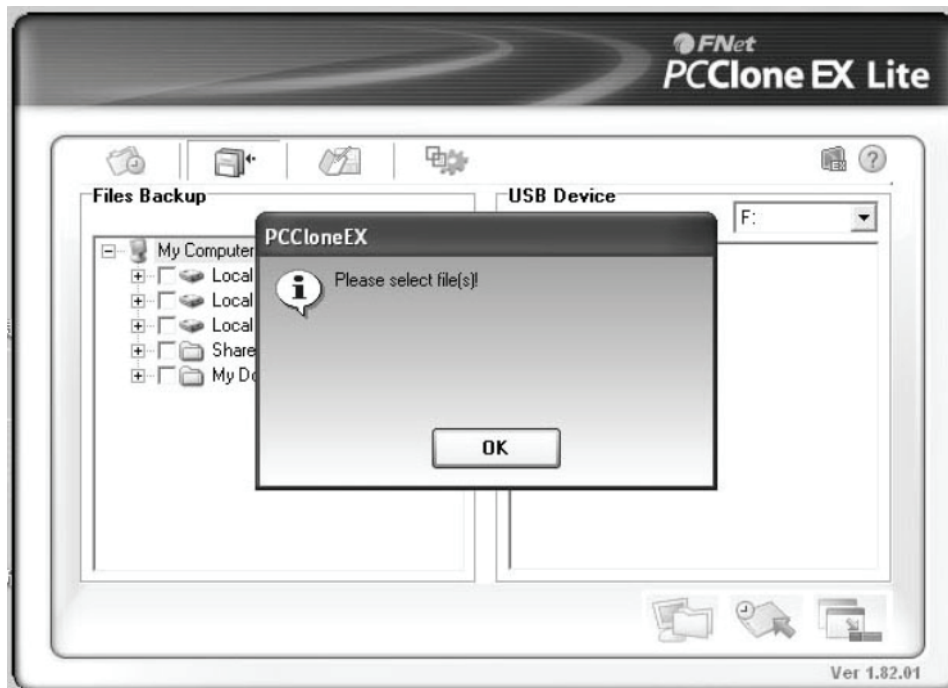 FNet
PCClone EX Lite
EX
Files Backup
USB Device
F:
My Computer
Local
Local
Local
Share
My Do
PCCloneEX
Please select file(s)!
OK
Ver 1.82.01